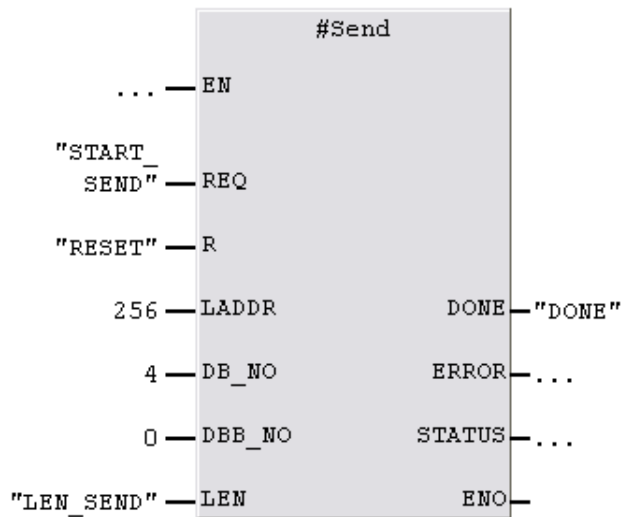 #Send
... EN
"START_
SEND" REQ
"RESET" R
256 LADDR DONE "DONE"
4 DB_NO ERROR ...
0 DBB_NO STATUS ...
"LEN_SEND" LEN ENO